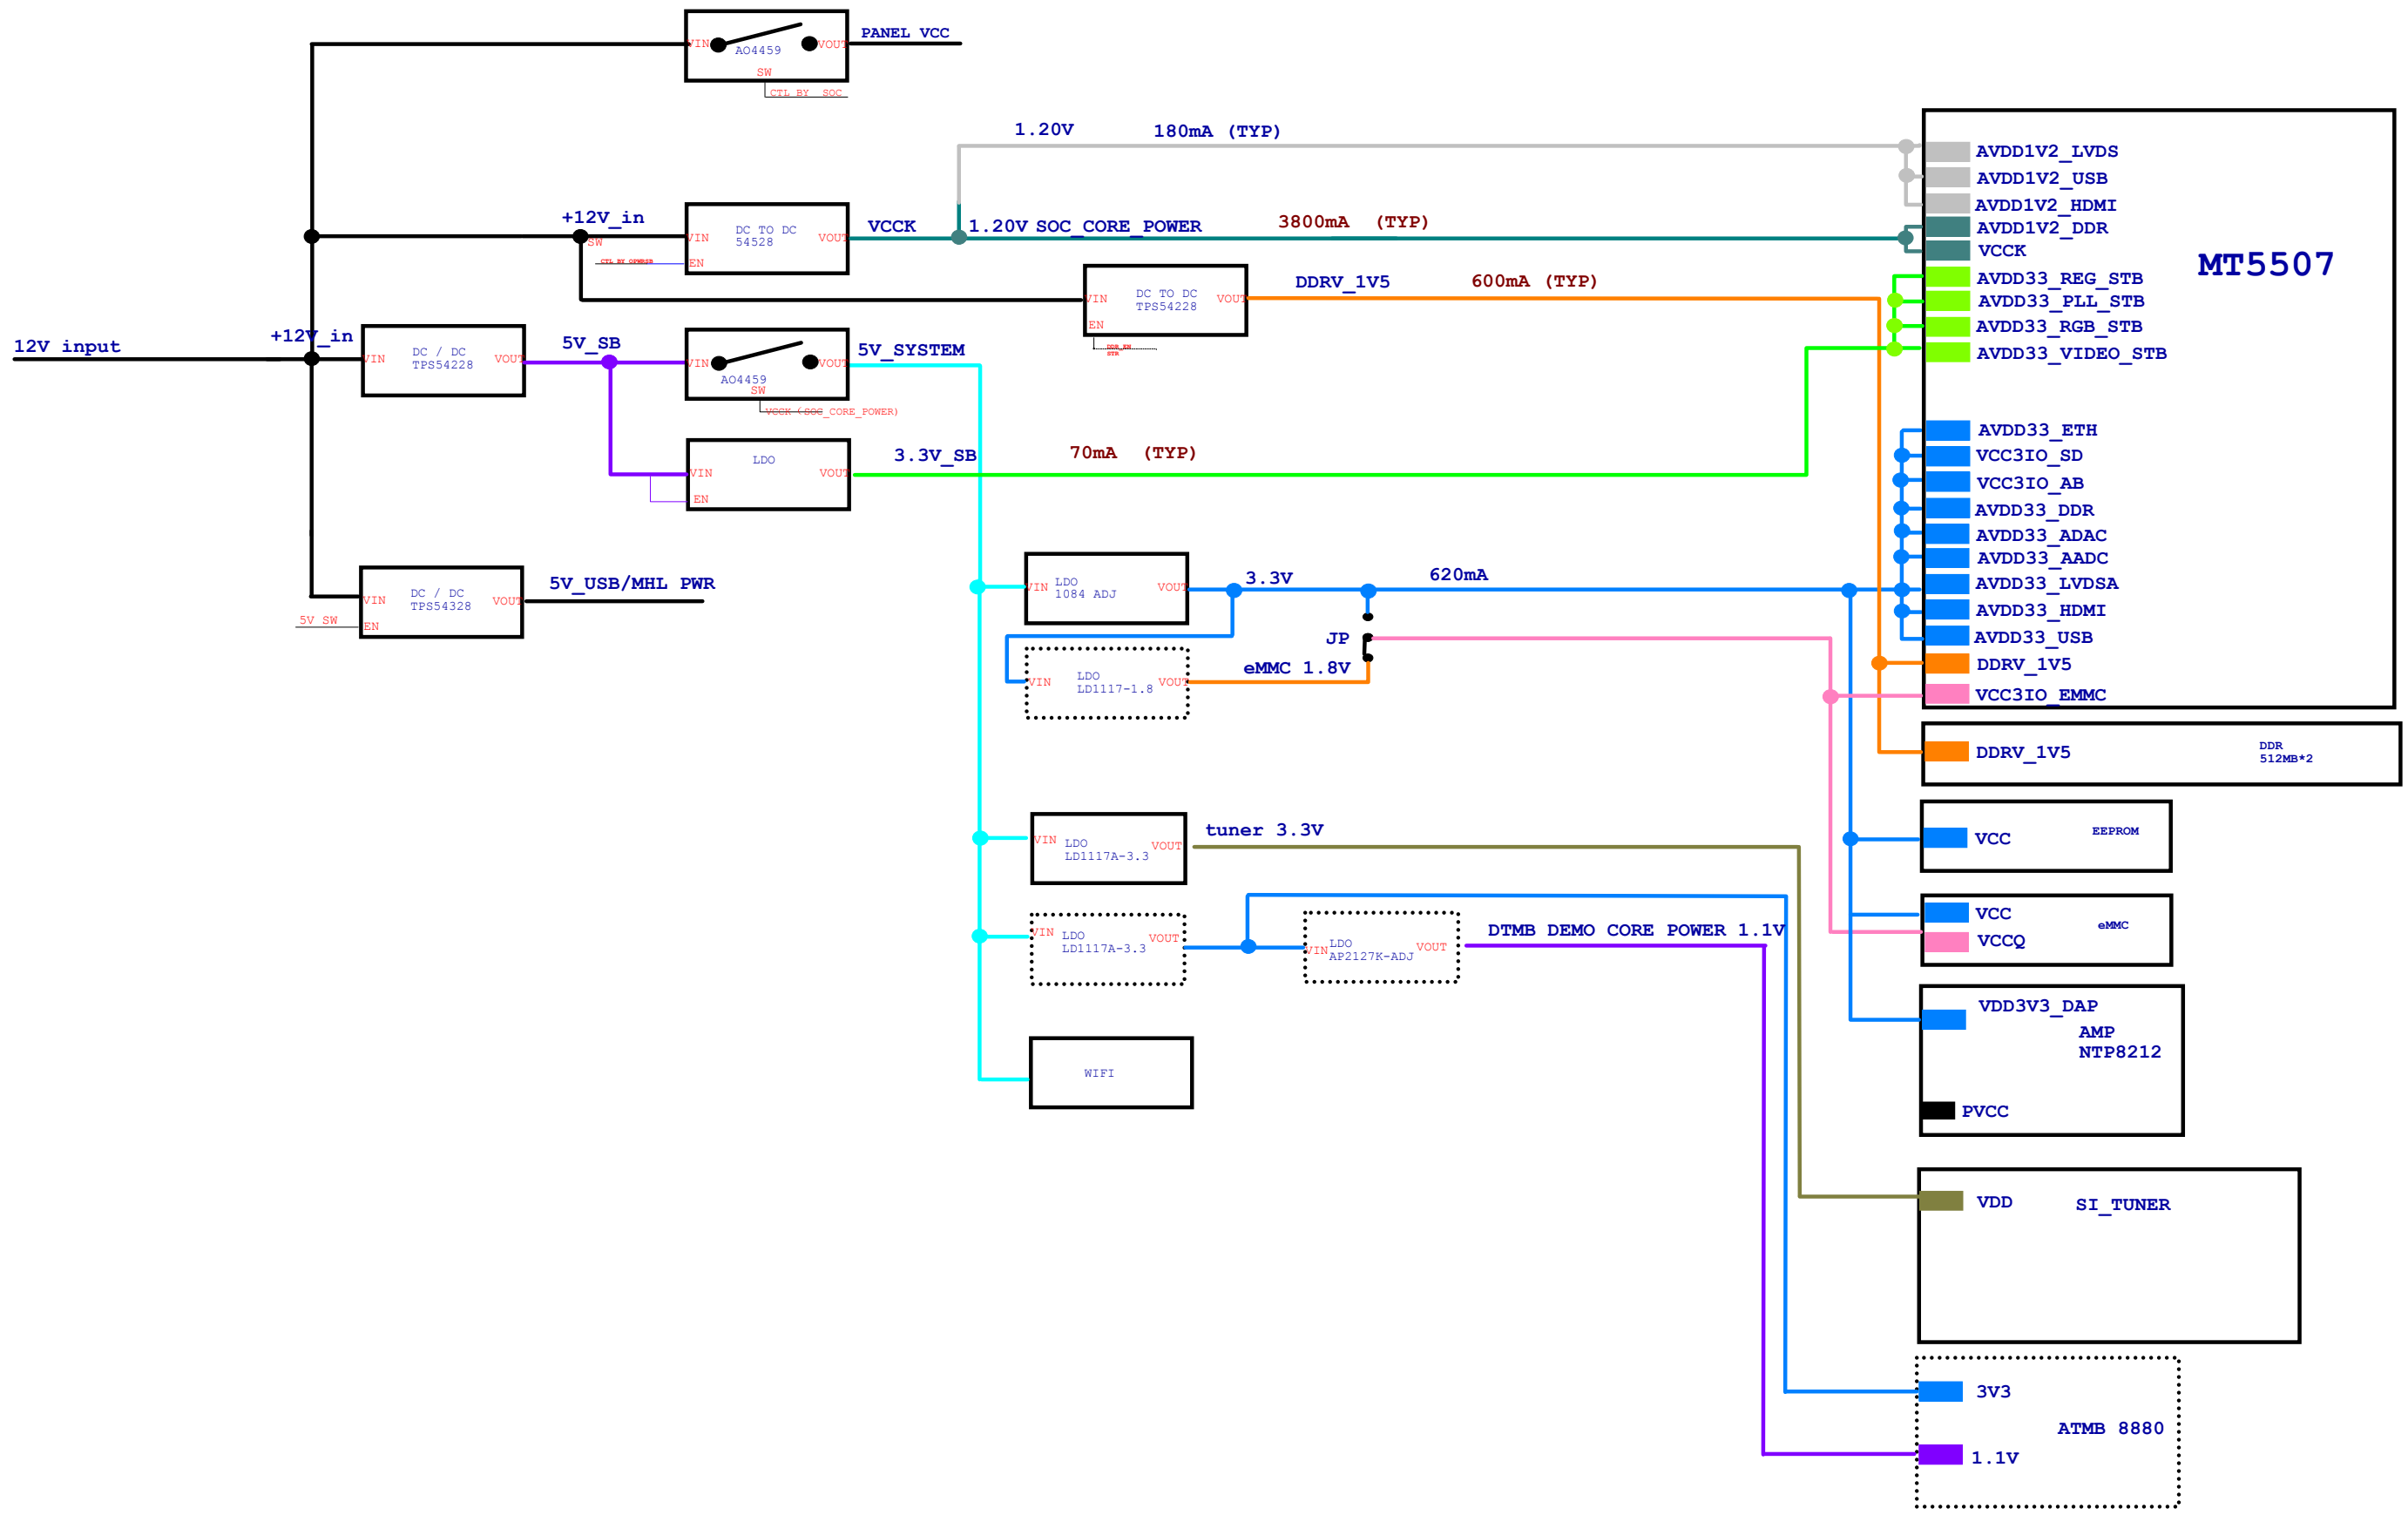 PANEL VCC
VIN
AO4459
VOUT
SW
CTL BY SOC
1.20V
180mA (TYP)
+12V_in
SW
VIN
DC TO DC
54528
VOUT
EN
VCCK
1.20V SOC_CORE_POWER
3800mA (TYP)
VIN
DC TO DC
TPS54228
VOUT
EN
DDR_EN
STR
DDRV_1V5
600mA (TYP)
12V input
+12V_in
VIN
DC / DC
TPS54228
VOUT
5V_SB
VIN
AO4459
VOUT
SW
VCCK (SOC_CORE_POWER)
5V_SYSTEM
LDO
VIN
VOUT
EN
3.3V_SB
70mA (TYP)
VIN
DC / DC
TPS54328
VOUT
EN
5V SW
5V_USB/MHL PWR
VIN
LDO
1084 ADJ
VOUT
3.3V
620mA
JP
eMMC 1.8V
VIN
LDO
LD1117-1.8
VOUT
VIN
LDO
LD1117A-3.3
VOUT
tuner 3.3V
VIN
LDO
LD1117A-3.3
VOUT
VIN
LDO
AP2127K-ADJ
VOUT
DTMB DEMO CORE POWER 1.1V
WIFI
MT5507
AVDD1V2_LVDS
AVDD1V2_USB
AVDD1V2_HDMI
AVDD1V2_DDR
VCCK
AVDD33_REG_STB
AVDD33_PLL_STB
AVDD33_RGB_STB
AVDD33_VIDEO_STB
AVDD33_ETH
VCC3IO_SD
VCC3IO_AB
AVDD33_DDR
AVDD33_ADAC
AVDD33_AADC
AVDD33_LVDSA
AVDD33_HDMI
AVDD33_USB
DDRV_1V5
VCC3IO_EMMC
DDRV_1V5
DDR
512MB*2
VCC
EEPROM
VCC
eMMC
VCCQ
VDD3V3_DAP
AMP
NTP8212
PVCC
VDD
SI_TUNER
3V3
ATMB 8880
1.1V